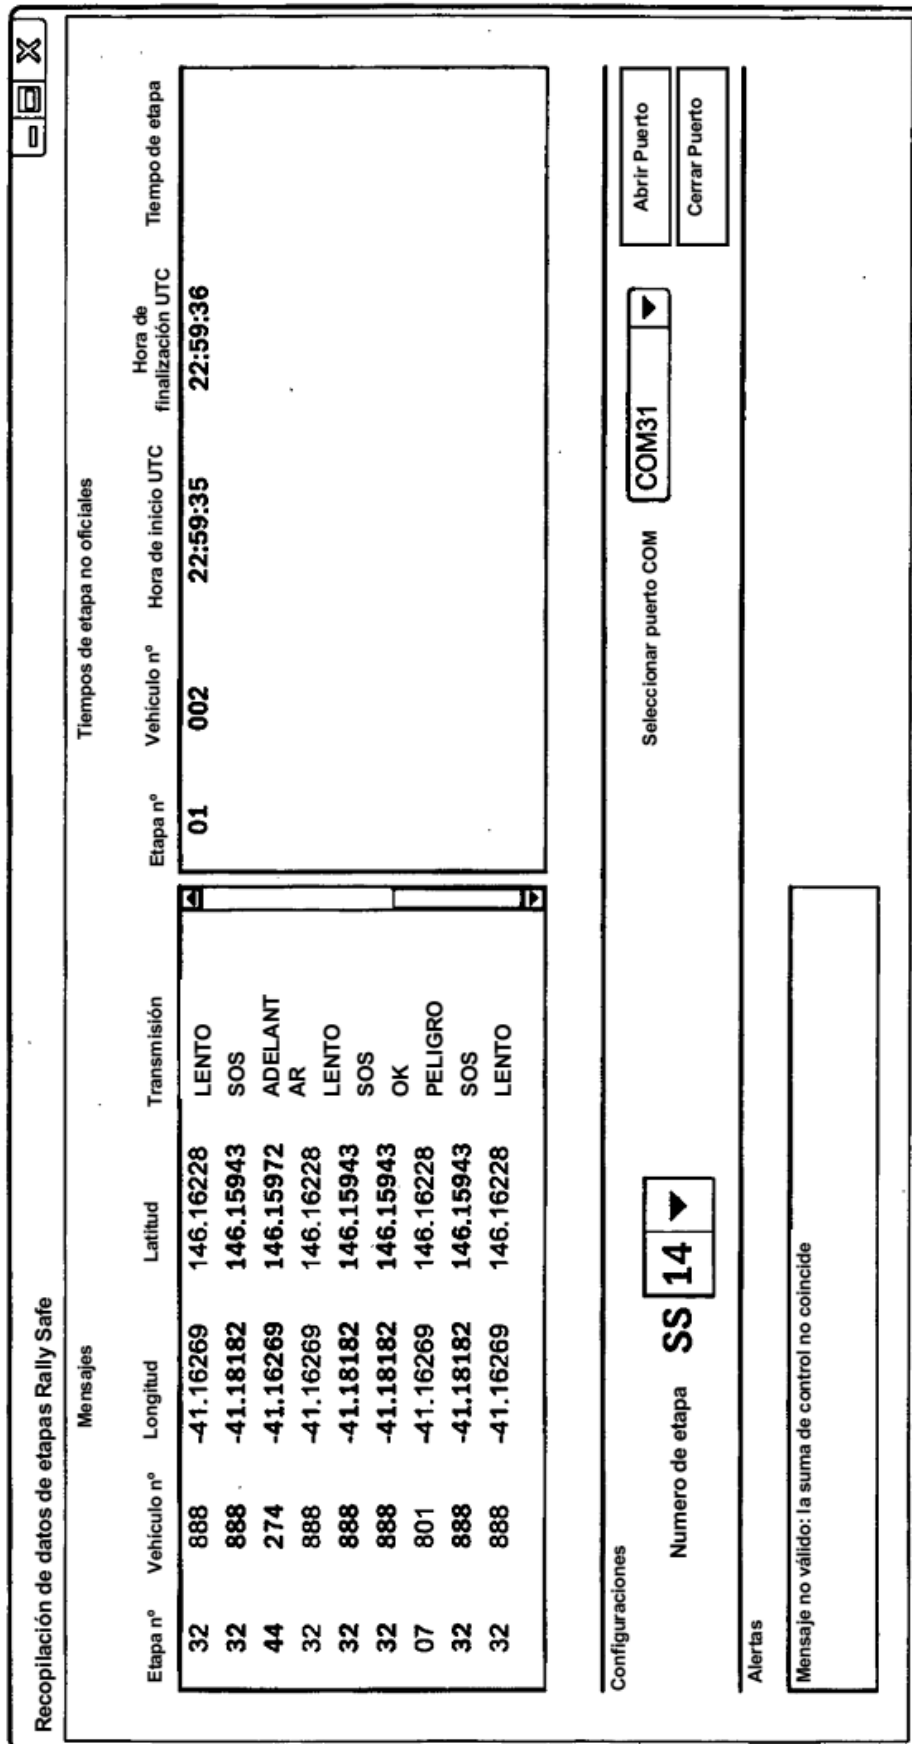 Recopilación de datos de etapas Rally Safe
Mensajes
Etapa nº Vehículo nº Longitud Latitud Transmisión
32 888 -41.16269 146.16228 LENTO
32 888 -41.18182 146.15943 SOS
44 274 -41.16269 146.15972 ADELANT
AR
32 888 -41.16269 146.16228 LENTO
32 888 -41.18182 146.15943 SOS
32 888 -41.18182 146.15943 OK
07 801 -41.16269 146.16228 PELIGRO
32 888 -41.18182 146.15943 SOS
32 888 -41.16269 146.16228 LENTO
Tiempos de etapa no oficiales
Etapa nº Vehículo nº Hora de inicio UTC Hora de
finalización UTC Tiempo de etapa
01 002 22:59:35 22:59:36
Configuraciones
Numero de etapa SS 14
Seleccionar puerto COM COM31
Abrir Puerto
Cerrar Puerto
Alertas
Mensaje no válido: la suma de control no coincide